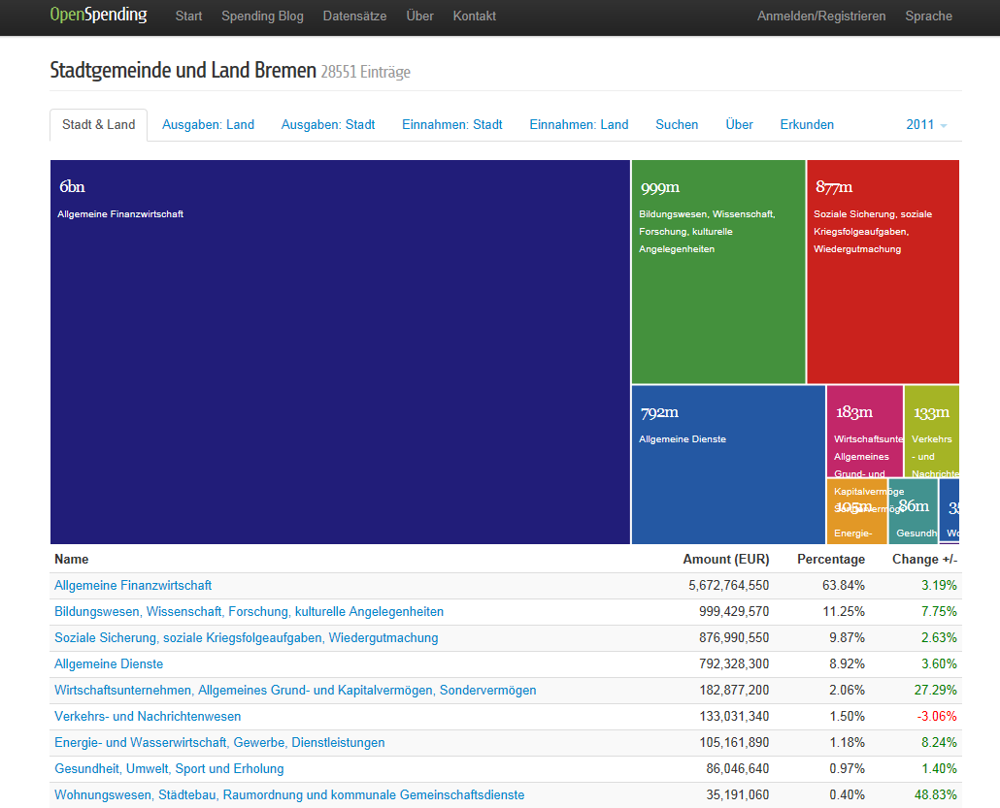 OpenSpending Start Spending Blog Datensätze Über Kontakt Anmelden/Registrieren Sprache
Stadtgemeinde und Land Bremen 28551 Einträge
Stadt & Land Ausgaben: Land Ausgaben: Stadt Einnahmen: Stadt Einnahmen: Land Suchen Über Erkunden 2011
6bn
Allgemeine Finanzwirtschaft
999m
Bildungswesen, Wissenschaft,
Forschung, kulturelle
Angelegenheiten
877m
Soziale Sicherung, soziale
Kriegsfolgeaufgaben,
Wiedergutmachung
792m
Allgemeine Dienste
183m
Wirtschaftsunte
Allgemeines
Grund- und
Kapitalvermöge
Sondervermöge
133m
Verkehrs
- und
Nachrichte
105m
Energie-
86m
Gesundh
35
Wo
Name Amount (EUR) Percentage Change +/-
Allgemeine Finanzwirtschaft 5,672,764,550 63.84% 3.19%
Bildungswesen, Wissenschaft, Forschung, kulturelle Angelegenheiten 999,429,570 11.25% 7.75%
Soziale Sicherung, soziale Kriegsfolgeaufgaben, Wiedergutmachung 876,990,550 9.87% 2.63%
Allgemeine Dienste 792,328,300 8.92% 3.60%
Wirtschaftsunternehmen, Allgemeines Grund- und Kapitalvermögen, Sondervermögen 182,877,200 2.06% 27.29%
Verkehrs- und Nachrichtenwesen 133,031,340 1.50% -3.06%
Energie- und Wasserwirtschaft, Gewerbe, Dienstleistungen 105,161,890 1.18% 8.24%
Gesundheit, Umwelt, Sport und Erholung 86,046,640 0.97% 1.40%
Wohnungswesen, Städtebau, Raumordnung und kommunale Gemeinschaftsdienste 35,191,060 0.40% 48.83%